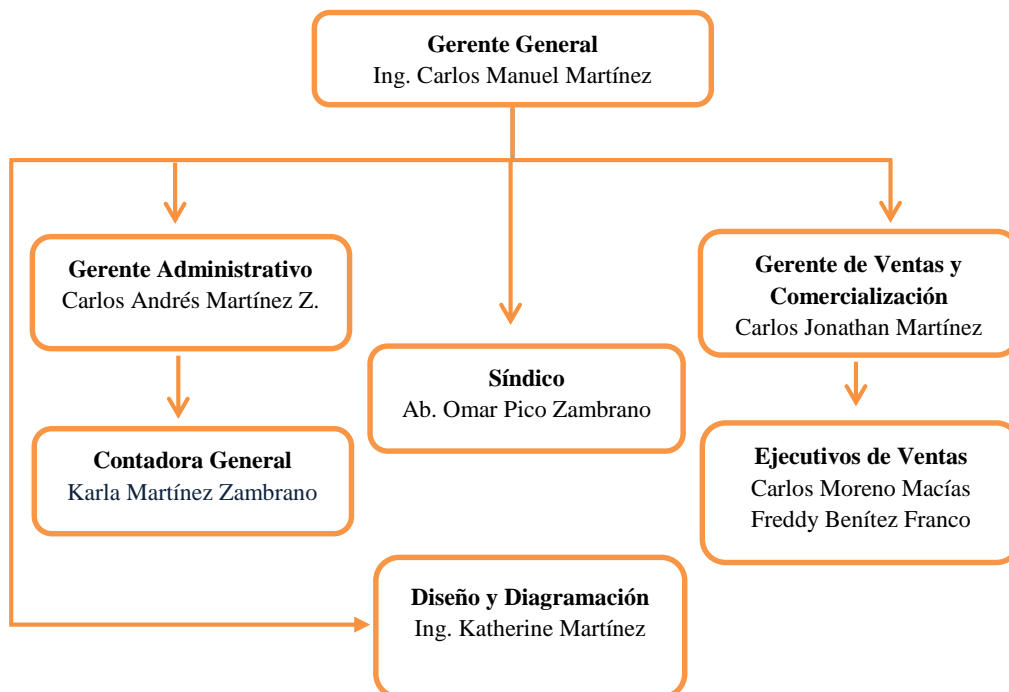 Gerente General
Ing. Carlos Manuel Martínez
Gerente Administrativo
Carlos Andrés Martínez Z.
Gerente de Ventas y
Comercialización
Carlos Jonathan Martínez
Síndico
Ab. Omar Pico Zambrano
Contadora General
Karla Martínez Zambrano
Ejecutivos de Ventas
Carlos Moreno Macías
Freddy Benítez Franco
Diseño y Diagramación
Ing. Katherine Martínez